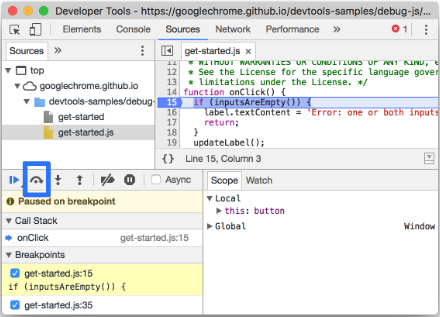 Developer Tools - https://googlechrome.github.io/devtools-samples/debug-js/
Elements Console Sources Network Performance » 1
Sources »
get-started.js ×
top
googlechrome.github.io
devtools-samples/debug-
get-started
get-started.js
11 * WITHOUT WARRANTIES OR CONDITIONS OF ANY KIND, e
12 * See the License for the specific language gover
13 * limitations under the License. */
14 function onClick() {
15 if (inputsAreEmpty()) {
16 label.textContent = 'Error: one or both inputs
17 return;
18 }
19 updateLabel();
{} Line 15, Column 3
Async
Paused on breakpoint
Call Stack
onClick get-started.js:15
Breakpoints
get-started.js:15
if (inputsAreEmpty()) {
get-started.js:35
Scope Watch
Local
this: button
Global Window